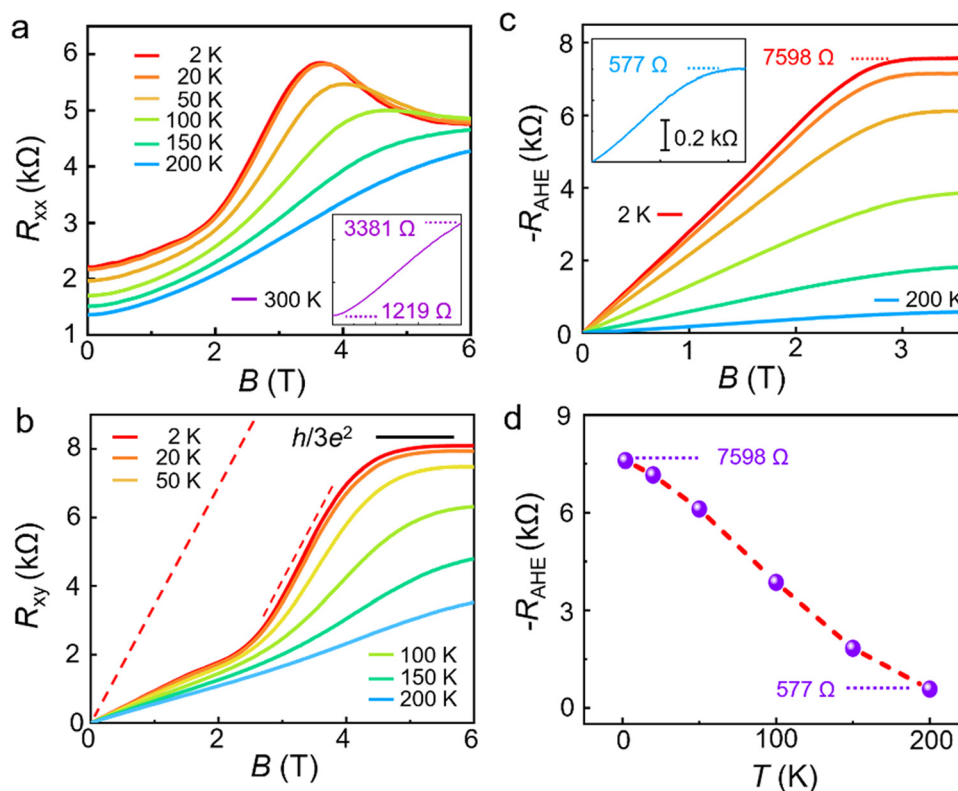 a
R_xx (kΩ)
6
5
4
3
2
1
2 K
20 K
50 K
100 K
150 K
200 K
3381 Ω
1219 Ω
300 K
0
2
4
6
B (T)
b
R_xy (kΩ)
8
6
4
2
0
2 K
20 K
50 K
h/3e²
100 K
150 K
200 K
0
2
4
6
B (T)
c
-R_AHE (kΩ)
-8
6
4
2
0
577 Ω
0.2 kΩ
7598 Ω
2 K
200 K
0
1
2
3
B (T)
d
-R_AHE (kΩ)
9
6
3
0
7598 Ω
577 Ω
0
100
200
T (K)